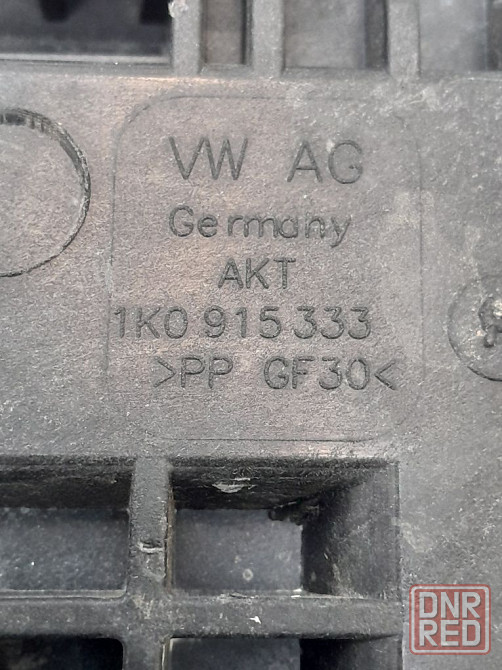 VW AG
Germany
AKT
1K0 915 333
>PP GF30<
DNR
RED